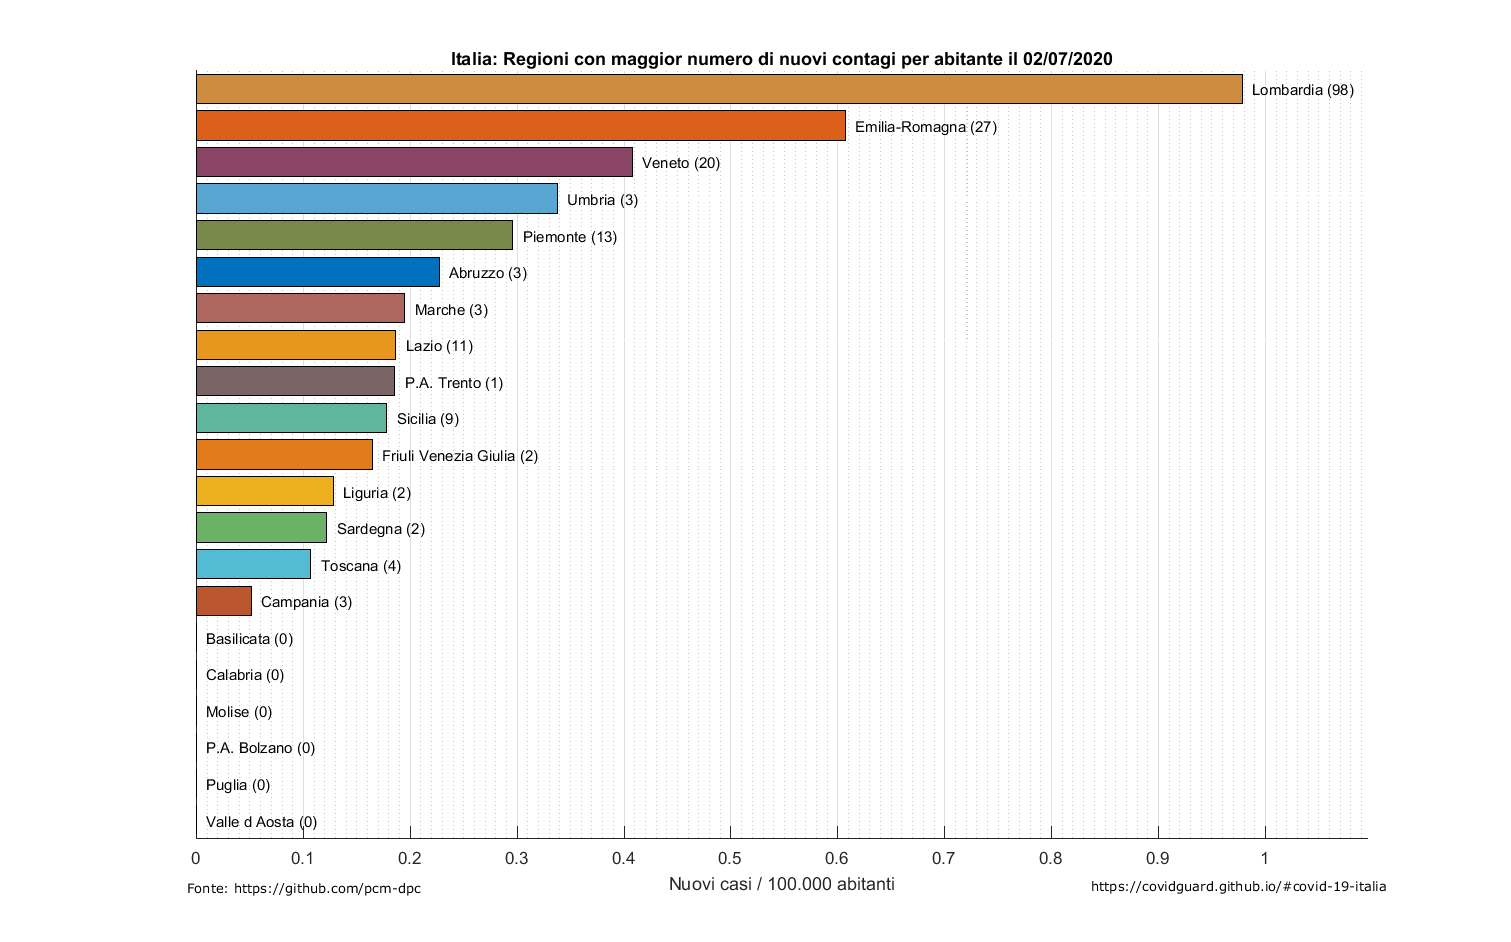 Italia: Regioni con maggior numero di nuovi contagi per abitante il 02/07/2020
Lombardia (98)
Emilia-Romagna (27)
Veneto (20)
Umbria (3)
Piemonte (13)
Abruzzo (3)
Marche (3)
Lazio (11)
P.A. Trento (1)
Sicilia (9)
Friuli Venezia Giulia (2)
Liguria (2)
Sardegna (2)
Toscana (4)
Campania (3)
Basilicata (0)
Calabria (0)
Molise (0)
P.A. Bolzano (0)
Puglia (0)
Valle d Aosta (0)
0 0.1 0.2 0.3 0.4 0.5 0.6 0.7 0.8 0.9 1
Nuovi casi / 100.000 abitanti
Fonte: https://github.com/pcm-dpc
https://covidguard.github.io/#covid-19-italia